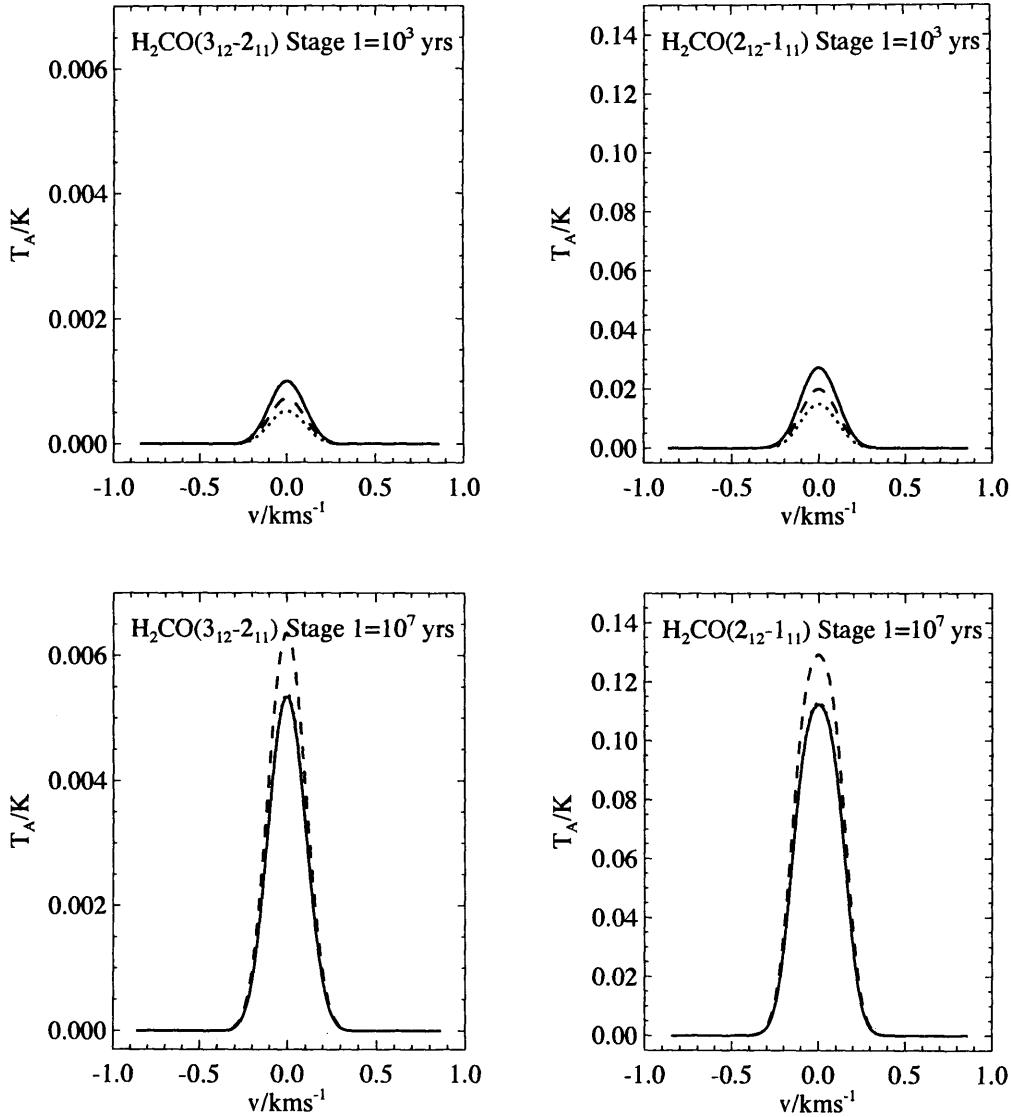 H₂CO(3₁₂-2₁₁) Stage 1=10³ yrs
0.006
0.004
0.002
0.000
T_A/K
-1.0 -0.5 0.0 0.5 1.0
v/kms⁻¹
H₂CO(2₁₂-1₁₁) Stage 1=10³ yrs
0.14
0.12
0.10
0.08
0.06
0.04
0.02
0.00
T_A/K
-1.0 -0.5 0.0 0.5 1.0
v/kms⁻¹
H₂CO(3₁₂-2₁₁) Stage 1=10⁷ yrs
0.006
0.004
0.002
0.000
T_A/K
-1.0 -0.5 0.0 0.5 1.0
v/kms⁻¹
H₂CO(2₁₂-1₁₁) Stage 1=10⁷ yrs
0.14
0.12
0.10
0.08
0.06
0.04
0.02
0.00
T_A/K
-1.0 -0.5 0.0 0.5 1.0
v/kms⁻¹